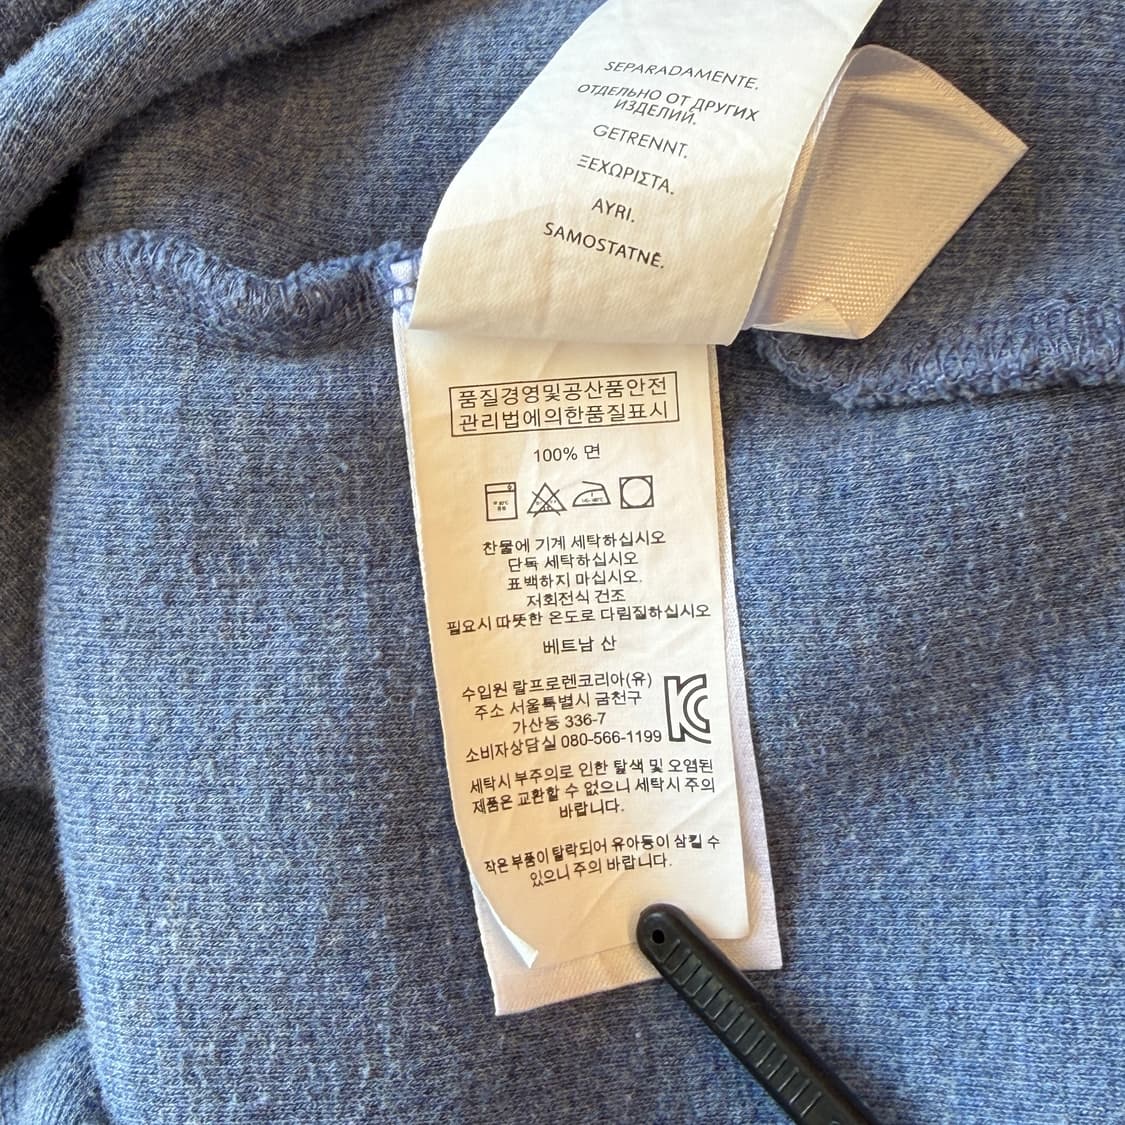 SEPARADAMENTE.
ОТДЕЛЬНО ОТ ДРУГИХ
ИЗДЕЛИЙ.
GETRENNT.
ΞΕΧΩΡΙΣΤΑ.
AYRI.
SAMOSTATNĚ.
품질경영및공산품안전
관리법에의한품질표시
100% 면
찬물에 기계 세탁하십시오
단독 세탁하십시오
표백하지 마십시오.
저회전식 건조
필요시 따뜻한 온도로 다림질하십시오
베트남 산
수입원 랄프로렌코리아(유)
주소 서울특별시 금천구
가산동 336-7
소비자상담실 080-566-1199
세탁시 부주의로 인한 탈색 및 오염된
제품은 교환할 수 없으니 세탁시 주의
바랍니다.
작은 부품이 탈락되어 유아등이 삼킬 수
있으니 주의 바랍니다.